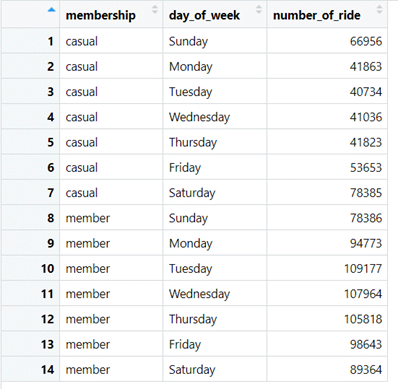 membership day_of_week number_of_ride
1 casual Sunday 66956
2 casual Monday 41863
3 casual Tuesday 40734
4 casual Wednesday 41036
5 casual Thursday 41823
6 casual Friday 53653
7 casual Saturday 78385
8 member Sunday 78386
9 member Monday 94773
10 member Tuesday 109177
11 member Wednesday 107964
12 member Thursday 105818
13 member Friday 98643
14 member Saturday 89364